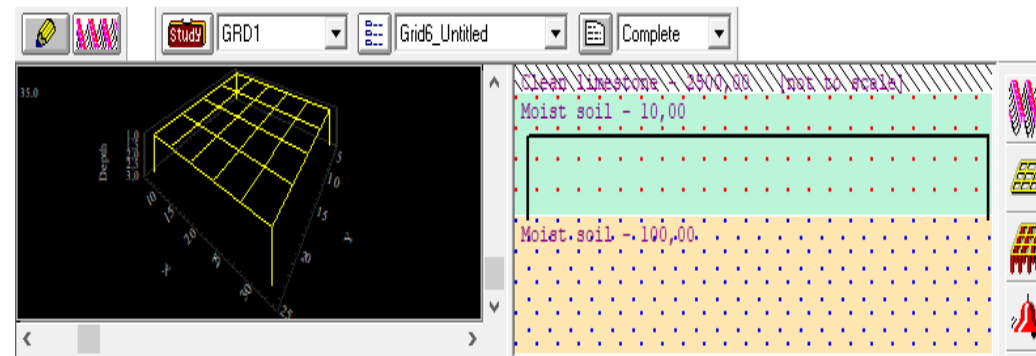 Study GRD1 Grid6_Untitled Complete
35.0
Clean limestone - 2500,00 [not to scale]
Moist soil - 10,00
Depth
5
10
10
15
15
20
20
X
Y
30
25
Moist soil - 100,00